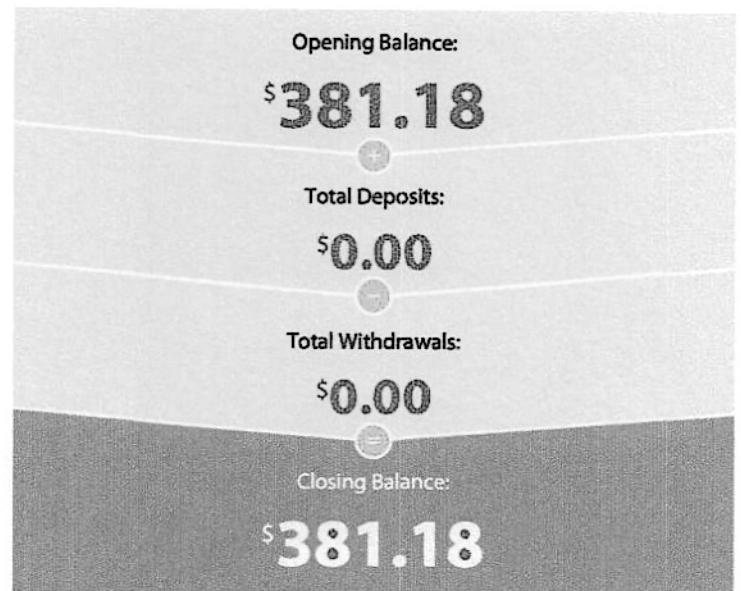 Opening Balance:
$381.18
+
Total Deposits:
$0.00
-
Total Withdrawals:
$0.00
=
Closing Balance:
$381.18